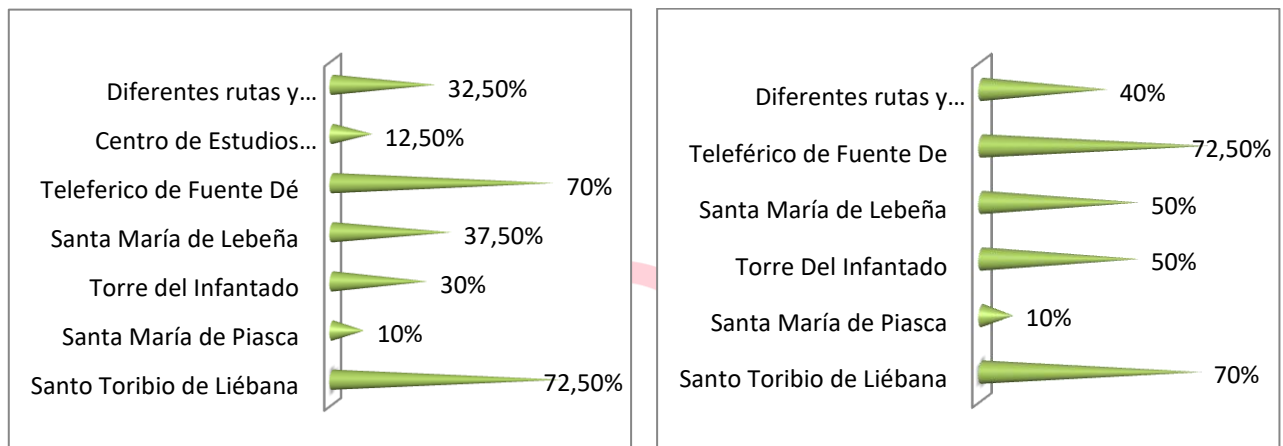 Diferentes rutas y... 32,50%
Centro de Estudios... 12,50%
Teleferico de Fuente Dé 70%
Santa María de Lebeña 37,50%
Torre del Infantado 30%
Santa María de Piasca 10%
Santo Toribio de Liébana 72,50%
Diferentes rutas y... 40%
Teleférico de Fuente De 72,50%
Santa María de Lebeña 50%
Torre Del Infantado 50%
Santa María de Piasca 10%
Santo Toribio de Liébana 70%